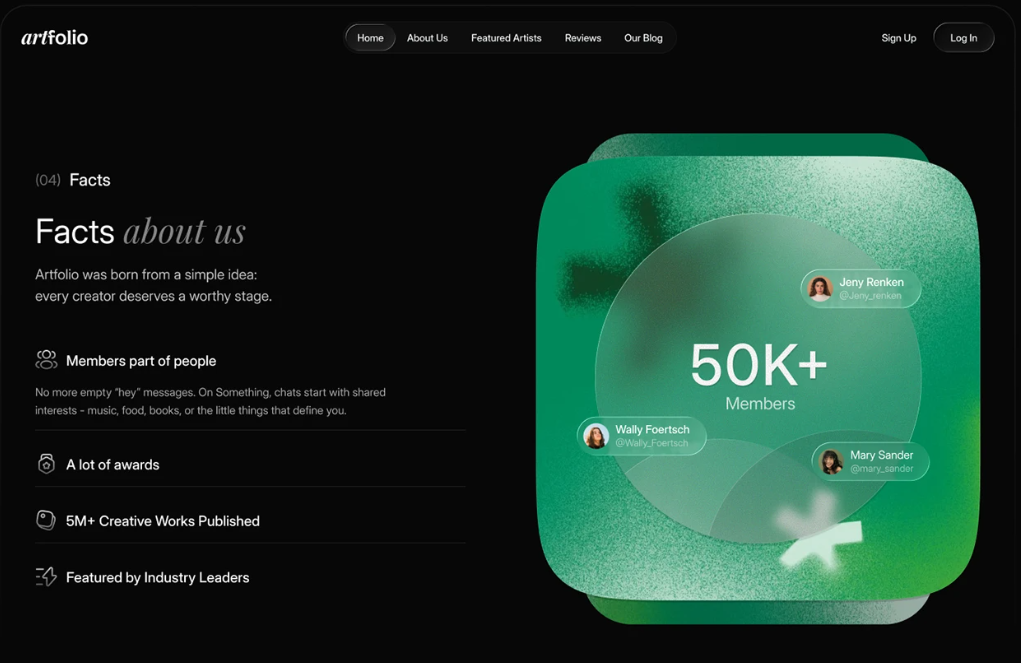 artfolio
Home About Us Featured Artists Reviews Our Blog
Sign Up Log In
(04) Facts
Facts about us
Artfolio was born from a simple idea:
every creator deserves a worthy stage.
Members part of people
No more empty “hey” messages. On Something, chats start with shared
interests - music, food, books, or the little things that define you.
A lot of awards
5M+ Creative Works Published
Featured by Industry Leaders
Jeny Renken
@Jeny_renken
50K+
Members
Wally Foertsch
@Wally_Foertsch
Mary Sander
@mary_sander